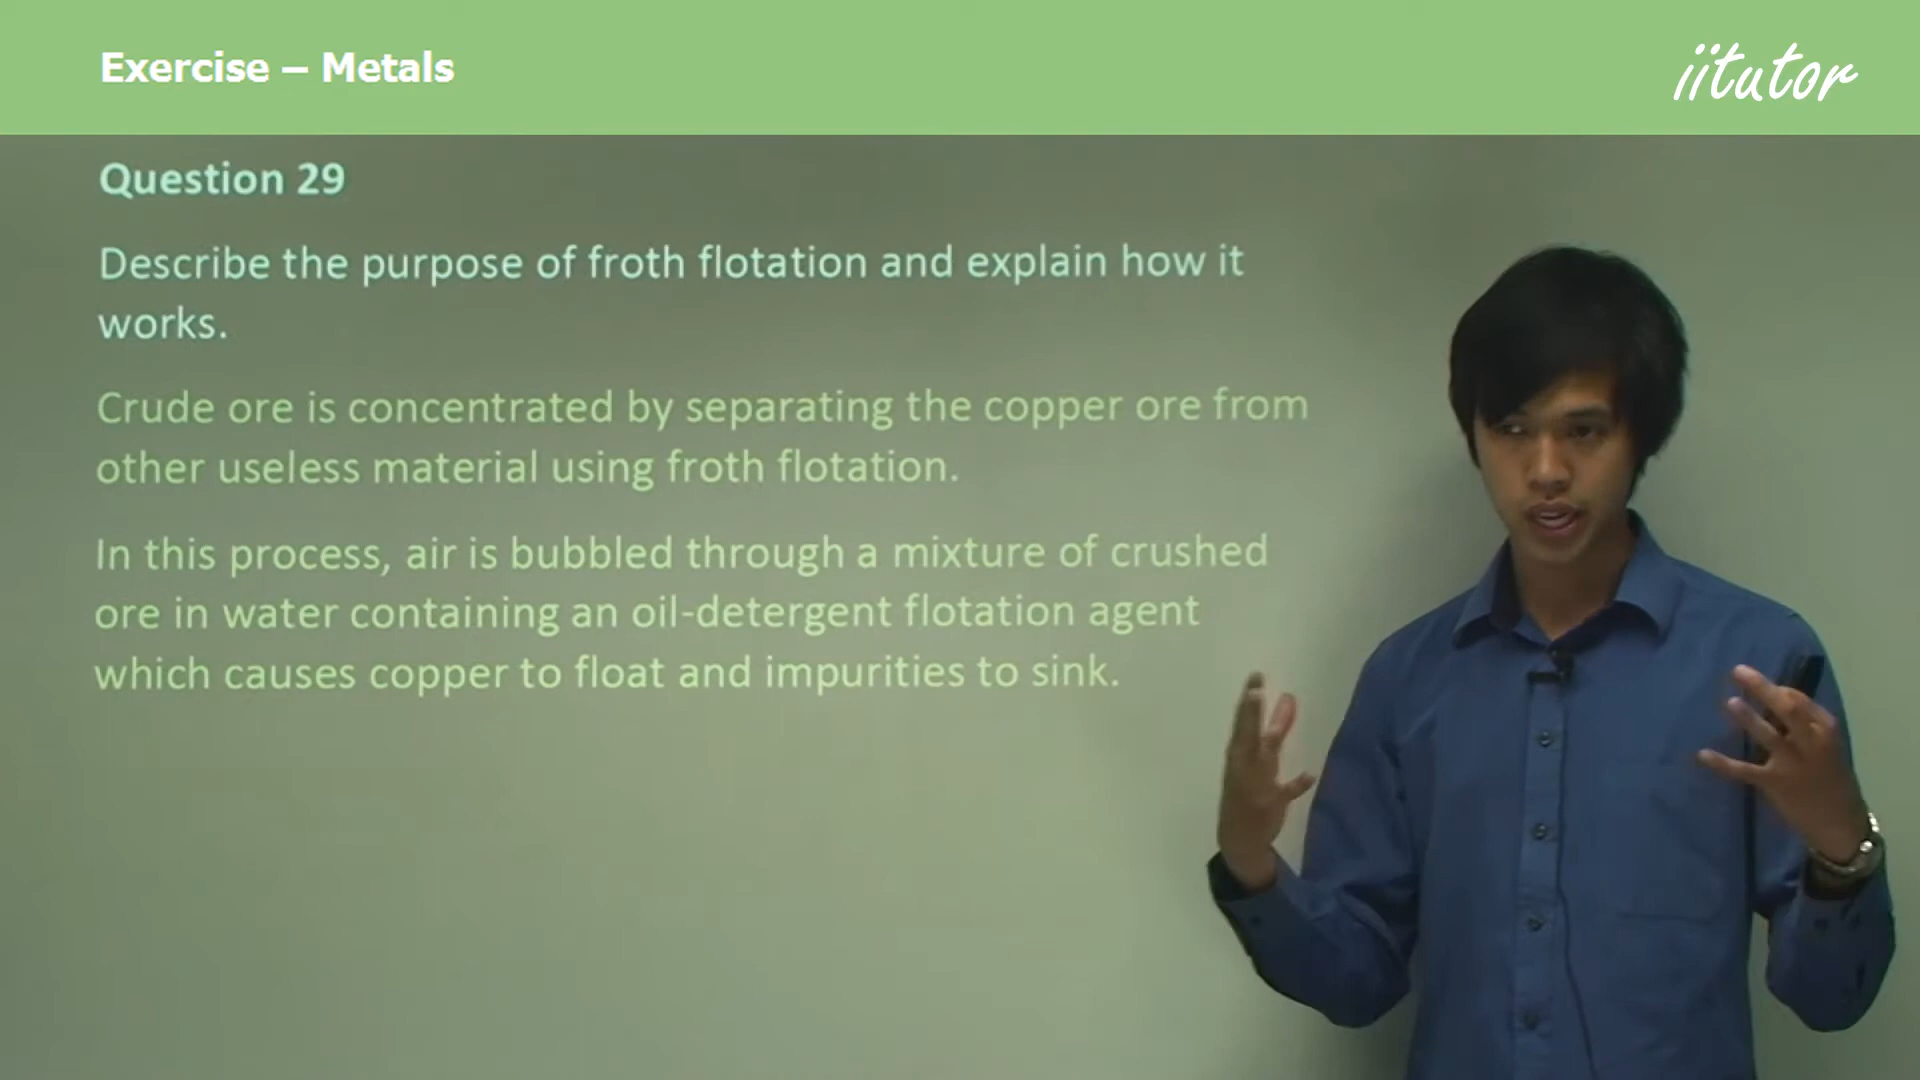 Exercise – Metals
iitutor
Question 29
Describe the purpose of froth flotation and explain how it
works.
Crude ore is concentrated by separating the copper ore from
other useless material using froth flotation.
In this process, air is bubbled through a mixture of crushed
ore in water containing an oil-detergent flotation agent
which causes copper to float and impurities to sink.